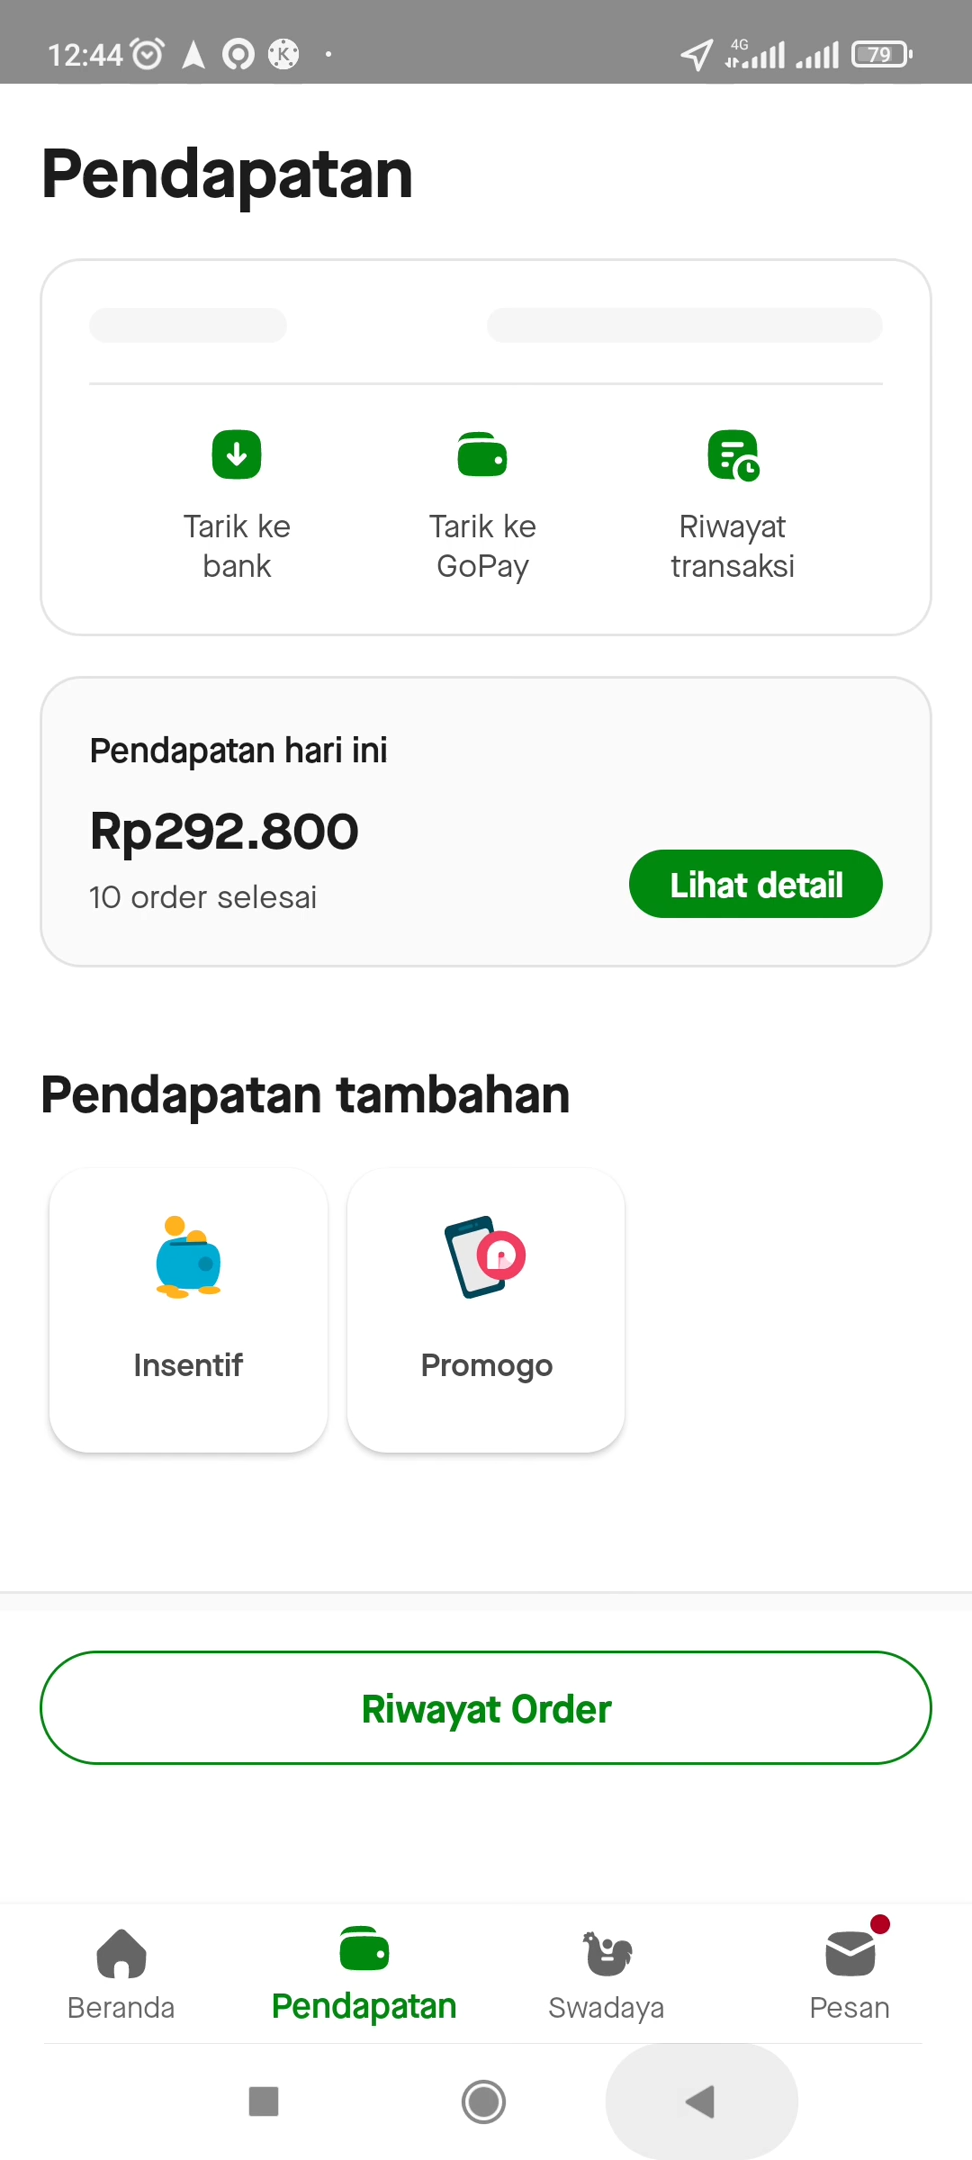 12:44
4G
79
Pendapatan
Tarik ke
bank
Tarik ke
GoPay
Riwayat
transaksi
Pendapatan hari ini
Rp292.800
10 order selesai
Lihat detail
Pendapatan tambahan
Insentif
Promogo
Riwayat Order
Beranda
Pendapatan
Swadaya
Pesan